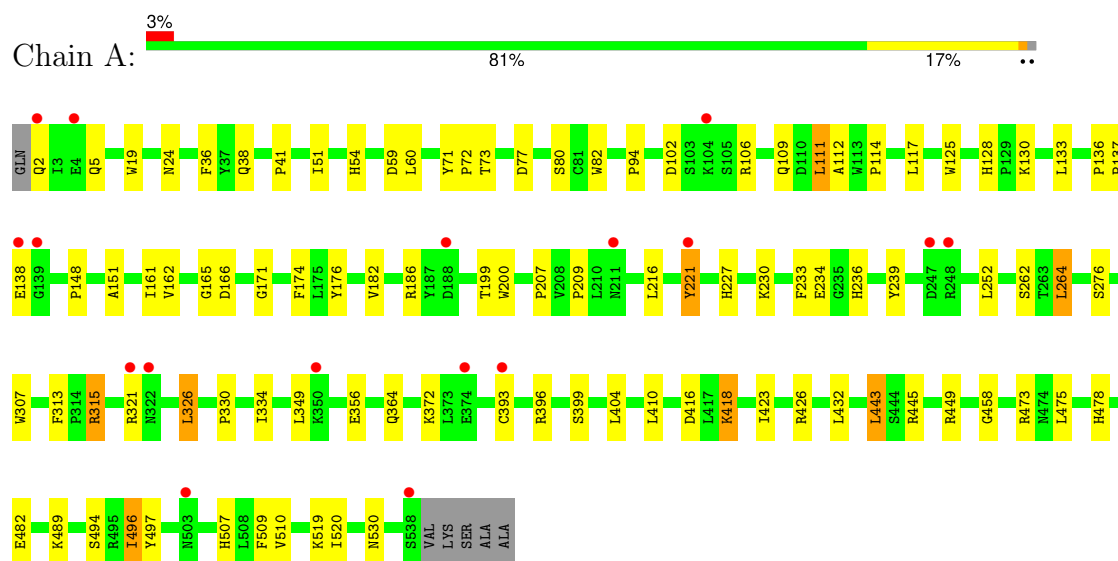 3%
Chain A:
81% 17% ••
GLN Q2 I3 E4 Q5 W19 N24 F36 Y37 Q38 P41 I51 H54 D59 L60 Y71 P72 T73 D77 S80 C81 W82 P94 D102 S103 K104 S105 R106 Q109 D110 L111 A112 W113 P114 L117 W125 H128 P129 K130 L133 P136 P137
E138 G139 P148 A151 I161 V162 G165 D166 G171 F174 L175 Y176 V182 R186 Y187 D188 T199 W200 P207 V208 P209 L210 N211 L216 Y221 H227 K230 F233 E234 G235 H236 Y239 D247 R248 L252 S262 T263 L264 S276
W307 F313 P314 R315 R321 N322 L326 P330 I334 L349 K350 E356 Q364 K372 L373 E374 C393 R396 S399 L404 L410 D416 L417 K418 I423 R426 L432 L443 S444 R445 R449 G458 R473 N474 L475 H478
E482 K489 S494 R495 I496 Y497 N503 H507 L508 F509 V510 K519 I520 N530 S538 VAL LYS SER ALA ALA